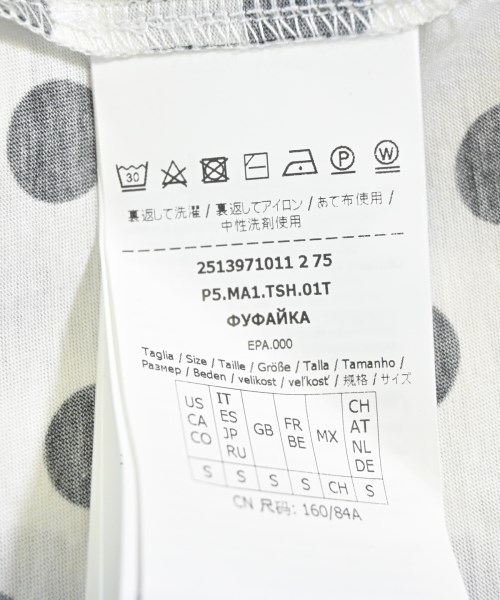 30 P W
裏返して洗濯 / 裏返してアイロン / あて布使用 /
中性洗剤使用
2513971011 2 75
P5.MA1.TSH.01T
ФУФАЙКА
EPA.000
Taglia / Size / Taille / Größe / Talla / Tamanho /
Размер / Beden / velikost / veľkosť / 规格 / サイズ
US CA CO IT ES JP RU GB FR BE MX CH AT NL DE
S S S S CH S
CN 尺码: 160/84A